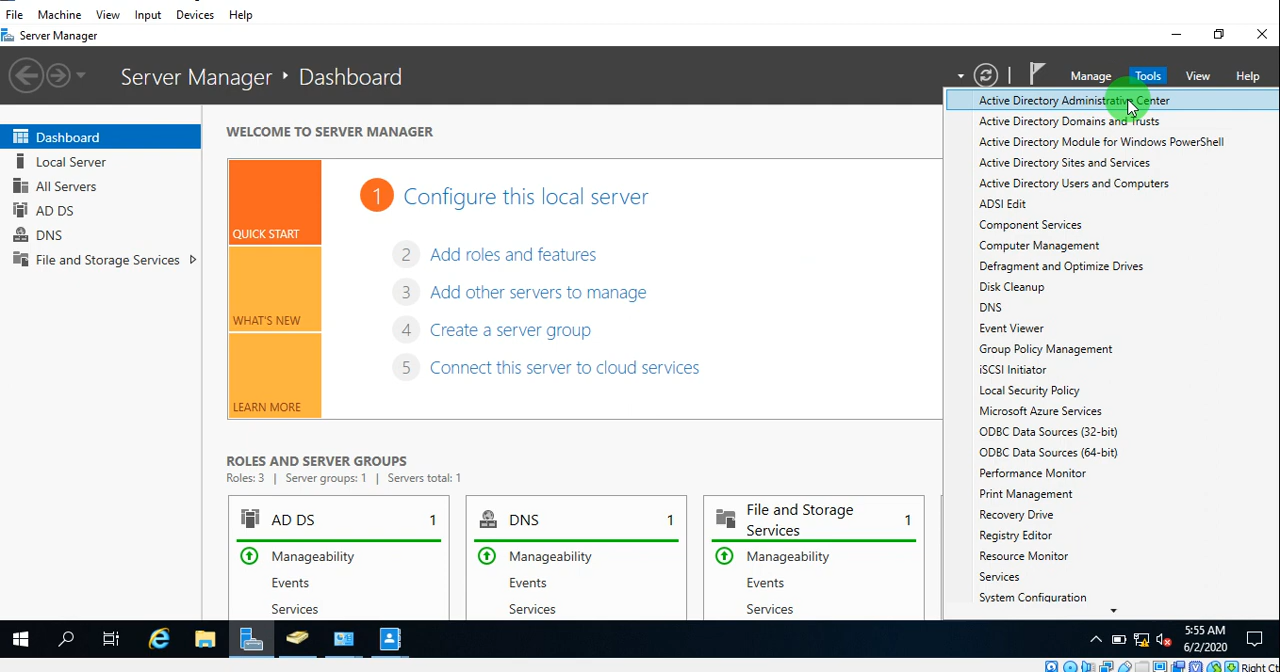 File Machine View Input Devices Help
Server Manager
Server Manager Dashboard
Manage Tools View Help
Dashboard
Local Server
All Servers
AD DS
DNS
File and Storage Services
WELCOME TO SERVER MANAGER
QUICK START
WHAT'S NEW
LEARN MORE
1 Configure this local server
2 Add roles and features
3 Add other servers to manage
4 Create a server group
5 Connect this server to cloud services
ROLES AND SERVER GROUPS
Roles: 3 | Server groups: 1 | Servers total: 1
AD DS 1
Manageability
Events
Services
DNS 1
Manageability
Events
Services
File and Storage
Services 1
Manageability
Events
Services
Active Directory Administrative Center
Active Directory Domains and Trusts
Active Directory Module for Windows PowerShell
Active Directory Sites and Services
Active Directory Users and Computers
ADSI Edit
Component Services
Computer Management
Defragment and Optimize Drives
Disk Cleanup
DNS
Event Viewer
Group Policy Management
iSCSI Initiator
Local Security Policy
Microsoft Azure Services
ODBC Data Sources (32-bit)
ODBC Data Sources (64-bit)
Performance Monitor
Print Management
Recovery Drive
Registry Editor
Resource Monitor
Services
System Configuration
5:55 AM
6/2/2020
Right Ct